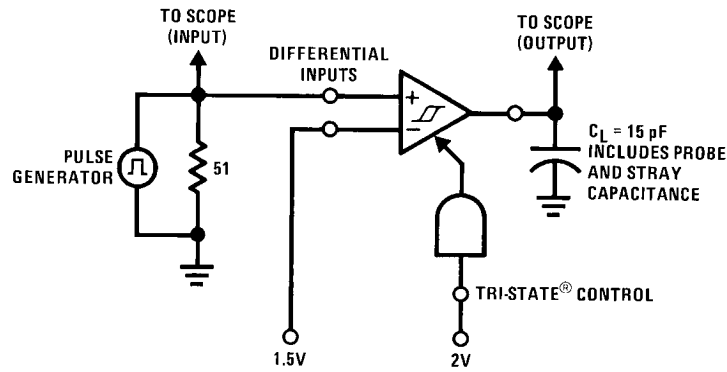 TO SCOPE
(INPUT)
TO SCOPE
(OUTPUT)
DIFFERENTIAL
INPUTS
+
−
PULSE
GENERATOR
51
C_L = 15 pF
INCLUDES PROBE
AND STRAY
CAPACITANCE
TRI-STATE® CONTROL
1.5V
2V